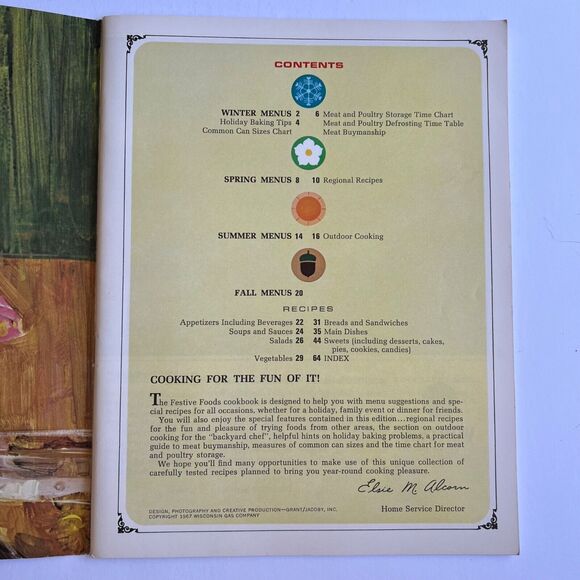 CONTENTS
WINTER MENUS 2 6 Meat and Poultry Storage Time Chart
Holiday Baking Tips 4 Meat and Poultry Defrosting Time Table
Common Can Sizes Chart Meat Buymanship
SPRING MENUS 8 10 Regional Recipes
SUMMER MENUS 14 16 Outdoor Cooking
FALL MENUS 20
RECIPES
Appetizers Including Beverages 22 31 Breads and Sandwiches
Soups and Sauces 24 35 Main Dishes
Salads 26 44 Sweets (including desserts, cakes,
pies, cookies, candies)
Vegetables 29 64 INDEX
COOKING FOR THE FUN OF IT!
The Festive Foods cookbook is designed to help you with menu suggestions and spe-
cial recipes for all occasions, whether for a holiday, family event or dinner for friends.
You will also enjoy the special features contained in this edition...regional recipes
for the fun and pleasure of trying foods from other areas, the section on outdoor
cooking for the "backyard chef", helpful hints on holiday baking problems, a practical
guide to meat buymanship, measures of common can sizes and the time chart for meat
and poultry storage.
We hope you'll find many opportunities to make use of this unique collection of
carefully tested recipes planned to bring you year-round cooking pleasure.
Elsie M. Alcorn
DESIGN, PHOTOGRAPHY AND CREATIVE PRODUCTION—GRANT/JACOBY, INC.
COPYRIGHT 1967 WISCONSIN GAS COMPANY
Home Service Director